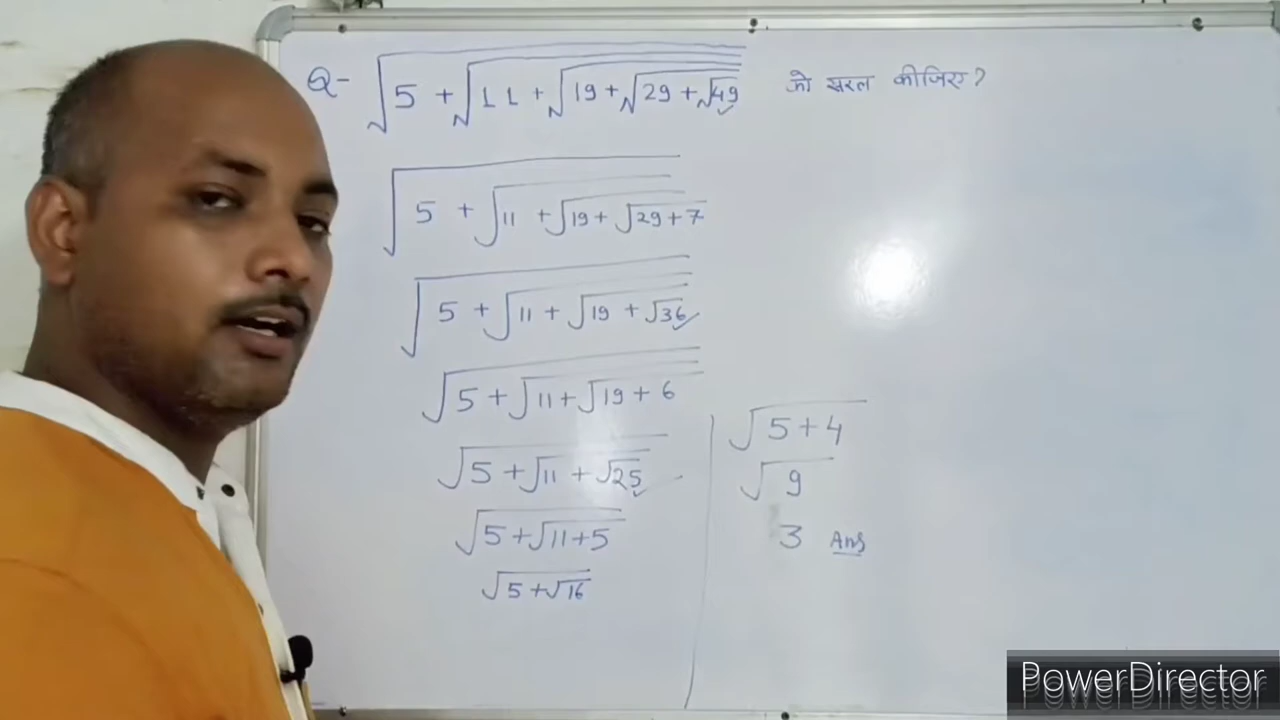 Q- √5 + √11 + √19 + √29 + √49 को सरल कीजिए?
√5 + √11 + √19 + √29 + 7
√5 + √11 + √19 + √36
√5 + √11 + √19 + 6
√5 + √11 + √25
√5 + √11 + 5
√5 + √16
√5 + 4
√9
3 Ans
PowerDirector